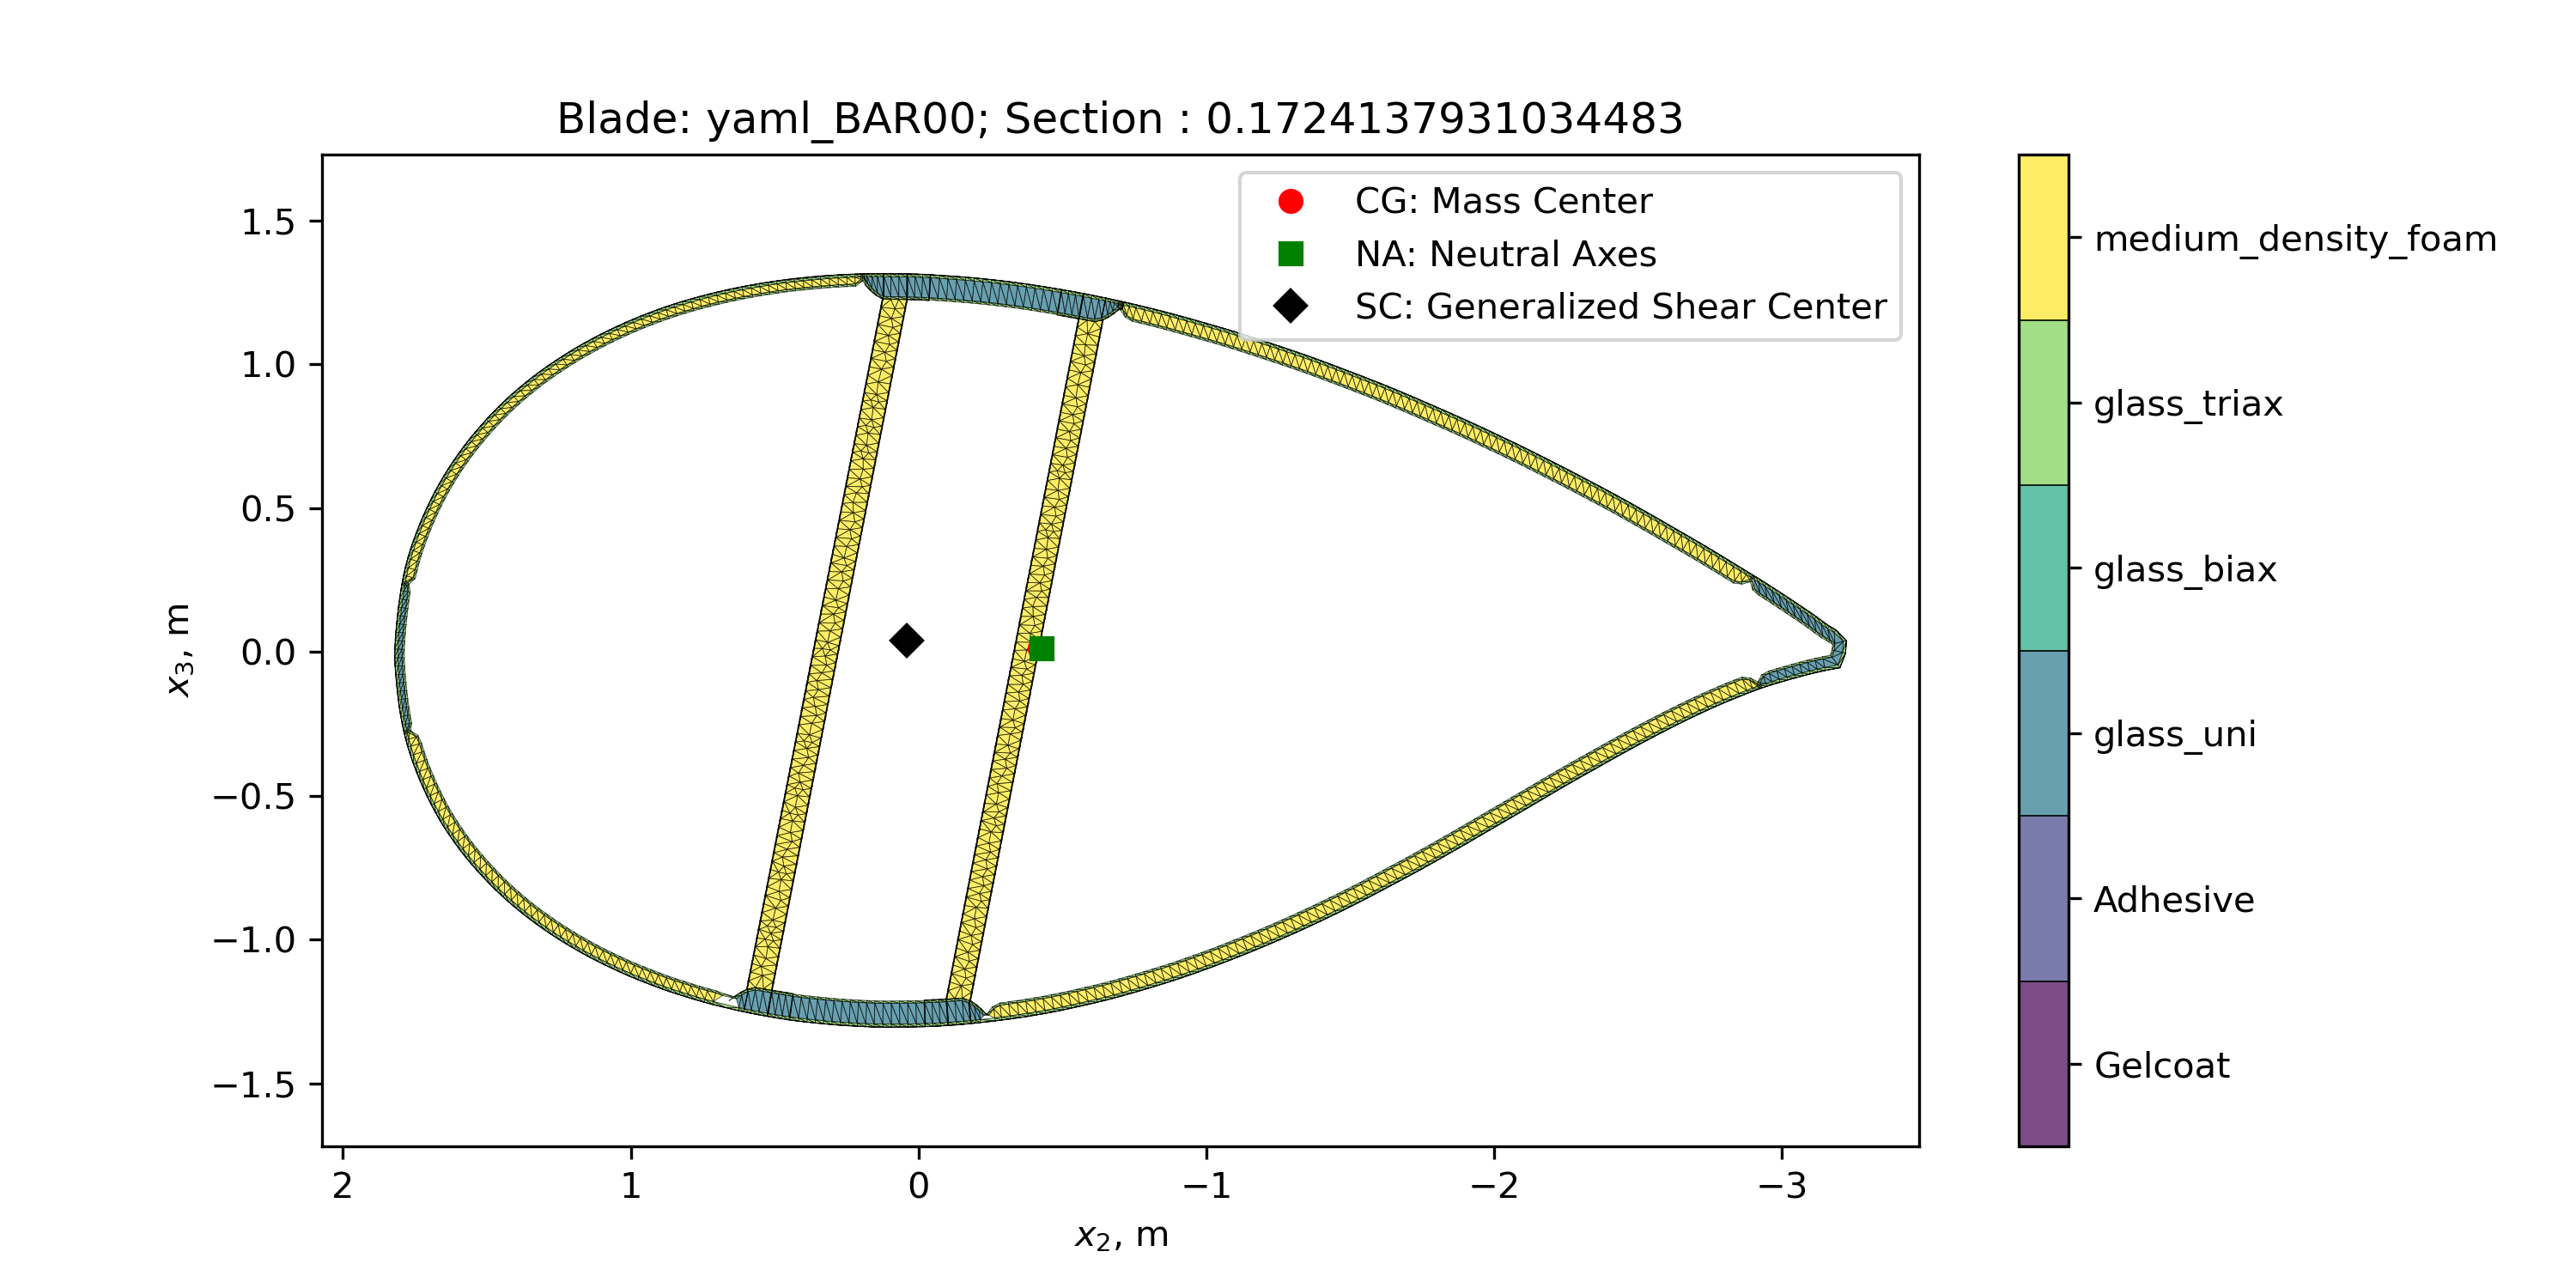 Blade: yaml_BAR00; Section : 0.1724137931034483
CG: Mass Center
NA: Neutral Axes
SC: Generalized Shear Center
1.5
1.0
0.5
0.0
−0.5
−1.0
−1.5
x₃, m
2 1 0 −1 −2 −3
x₂, m
medium_density_foam
glass_triax
glass_biax
glass_uni
Adhesive
Gelcoat